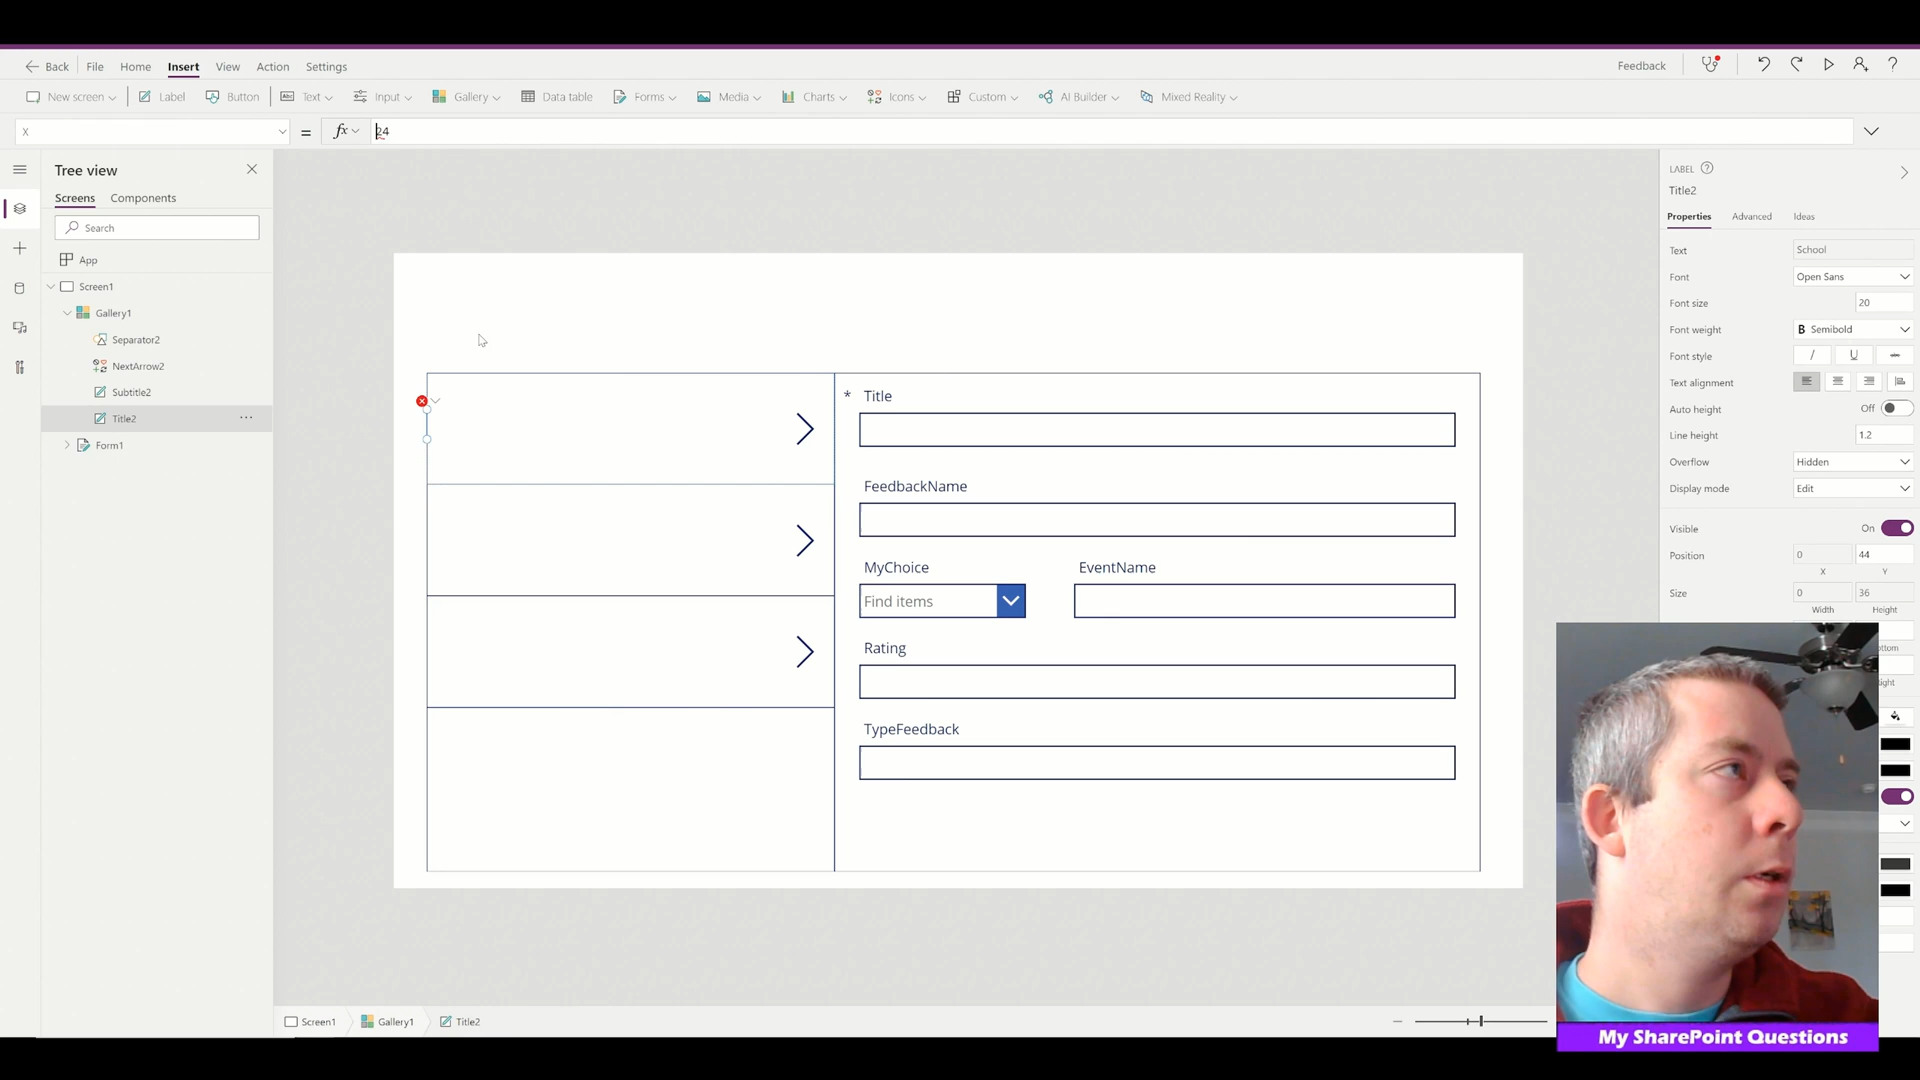 Back File Home Insert View Action Settings Feedback ?
New screen Label Button Abc Text Input Gallery Data table Forms Media Charts Icons Custom AI Builder Mixed Reality
X = fx 24
Tree view
Screens Components
Search
App
Screen1
Gallery1
Separator2
NextArrow2
Subtitle2
Title2 ...
Form1
* Title
FeedbackName
MyChoice EventName
Find items
Rating
TypeFeedback
LABEL ?
Title2
Properties Advanced Ideas
Text School
Font Open Sans
Font size 20
Font weight B Semibold
Font style / U
Text alignment
Auto height Off
Line height 1.2
Overflow Hidden
Display mode Edit
Visible On
Position 0 44
X Y
Size 0 36
Width Height
ottom
ight
Screen1 Gallery1 Title2
My SharePoint Questions